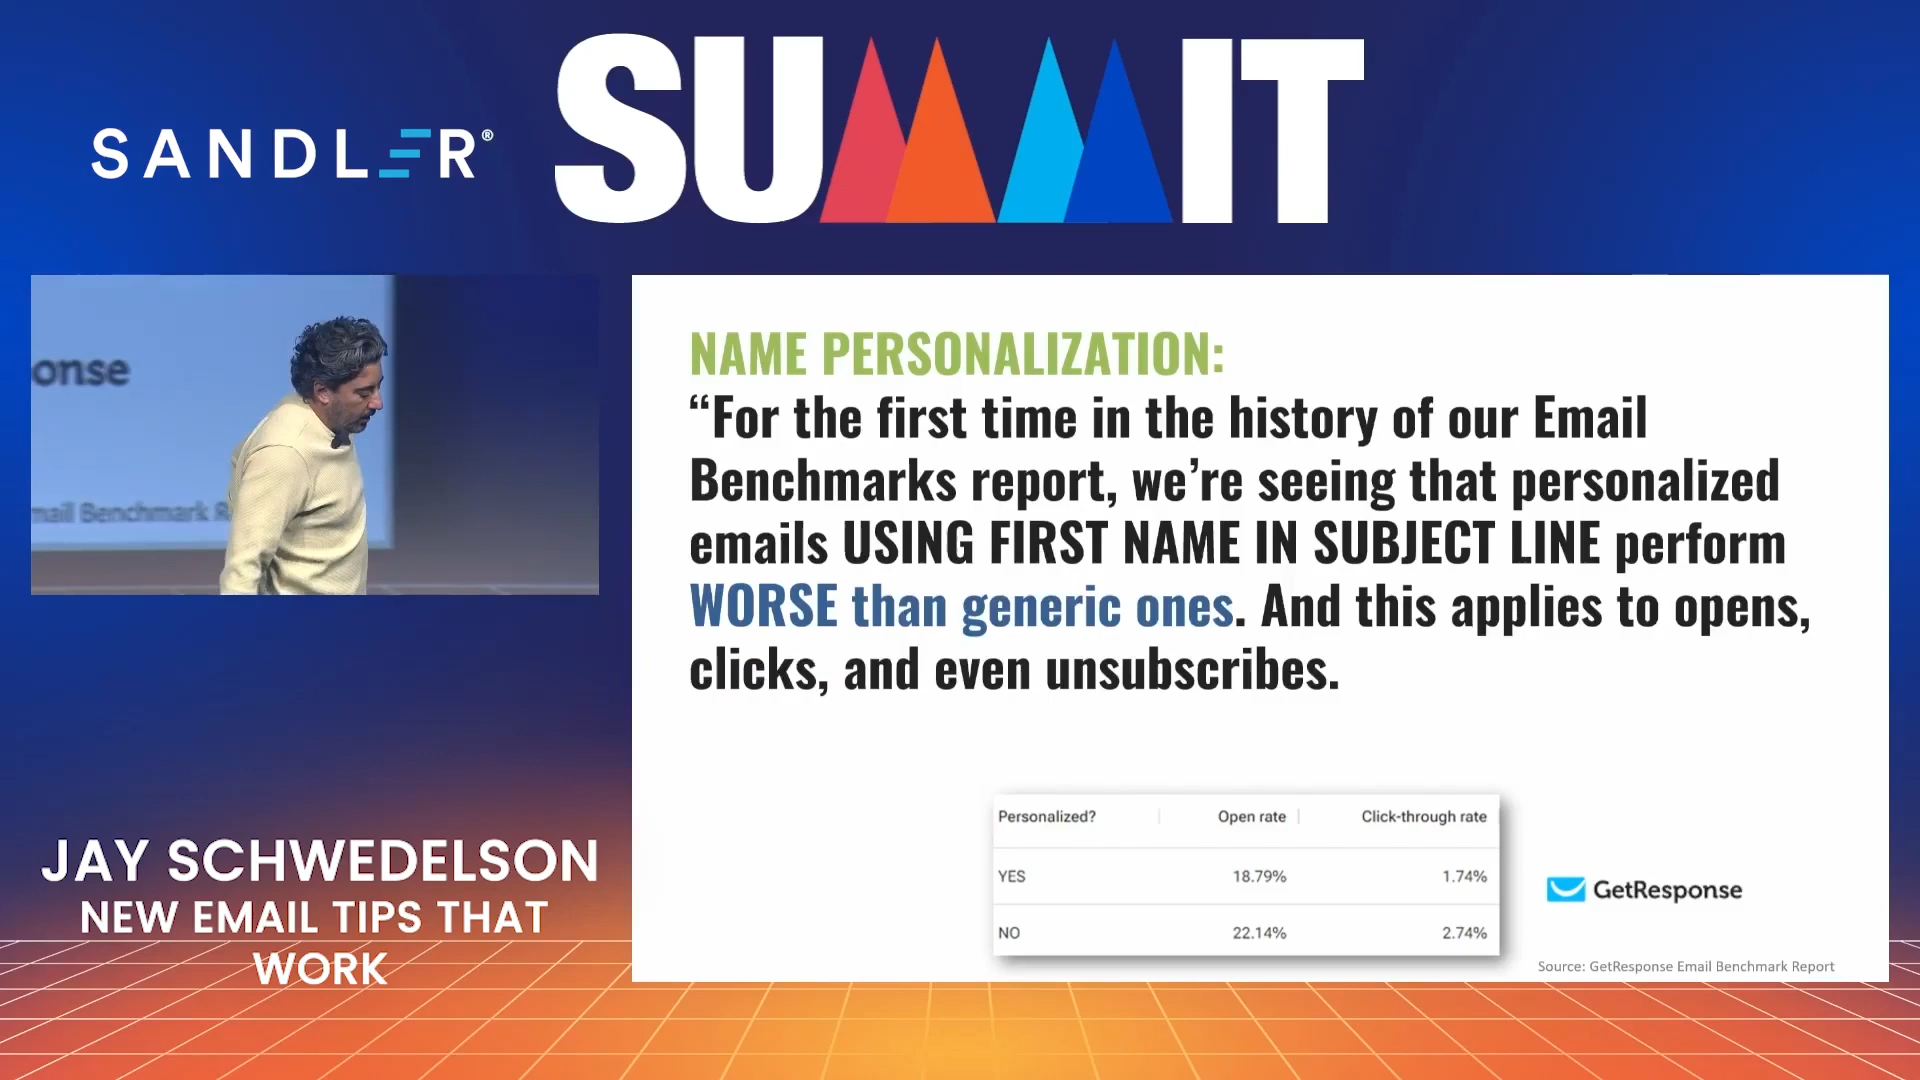 SANDLER®
SUMMIT
onse
mail Benchmark R
NAME PERSONALIZATION:
“For the first time in the history of our Email
Benchmarks report, we’re seeing that personalized
emails USING FIRST NAME IN SUBJECT LINE perform
WORSE than generic ones. And this applies to opens,
clicks, and even unsubscribes.
Personalized? Open rate Click-through rate
YES 18.79% 1.74%
NO 22.14% 2.74%
GetResponse
Source: GetResponse Email Benchmark Report
JAY SCHWEDELSON
NEW EMAIL TIPS THAT
WORK